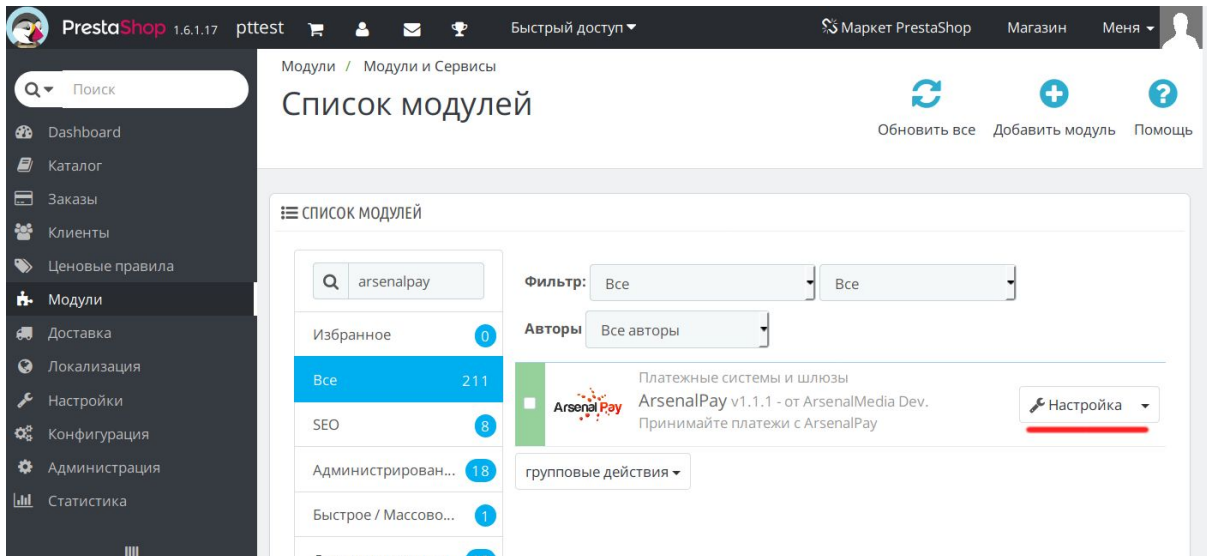 PrestaShop 1.6.1.17 pttest Быстрый доступ Маркет PrestaShop Магазин Меня
Поиск
Dashboard
Каталог
Заказы
Клиенты
Ценовые правила
Модули
Доставка
Локализация
Настройки
Конфигурация
Администрация
Статистика
Модули / Модули и Сервисы
Список модулей
Обновить все Добавить модуль Помощь
СПИСОК МОДУЛЕЙ
arsenalpay
Избранное 0
Все 211
SEO 8
Администрирован... 18
Быстрое / Массово... 1
Фильтр: Все Все
Авторы Все авторы
Arsenal Pay
Платежные системы и шлюзы
ArsenalPay v1.1.1 - от ArsenalMedia Dev.
Принимайте платежи с ArsenalPay
Настройка
групповые действия